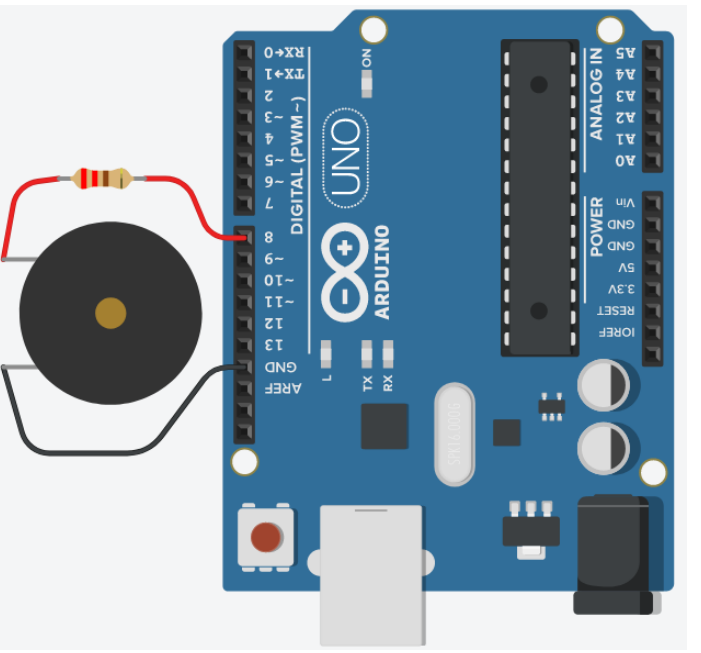 RX←0
TX→1
2
~3
4
~5
~6
7
DIGITAL (PWM~)
8
~9
~10
~11
12
13
GND
AREF
ON
UNO
ARDUINO
L
TX
RX
ANALOG IN
A5
A4
A3
A2
A1
A0
POWER
Vin
GND
GND
5V
3.3V
RESET
IOREF